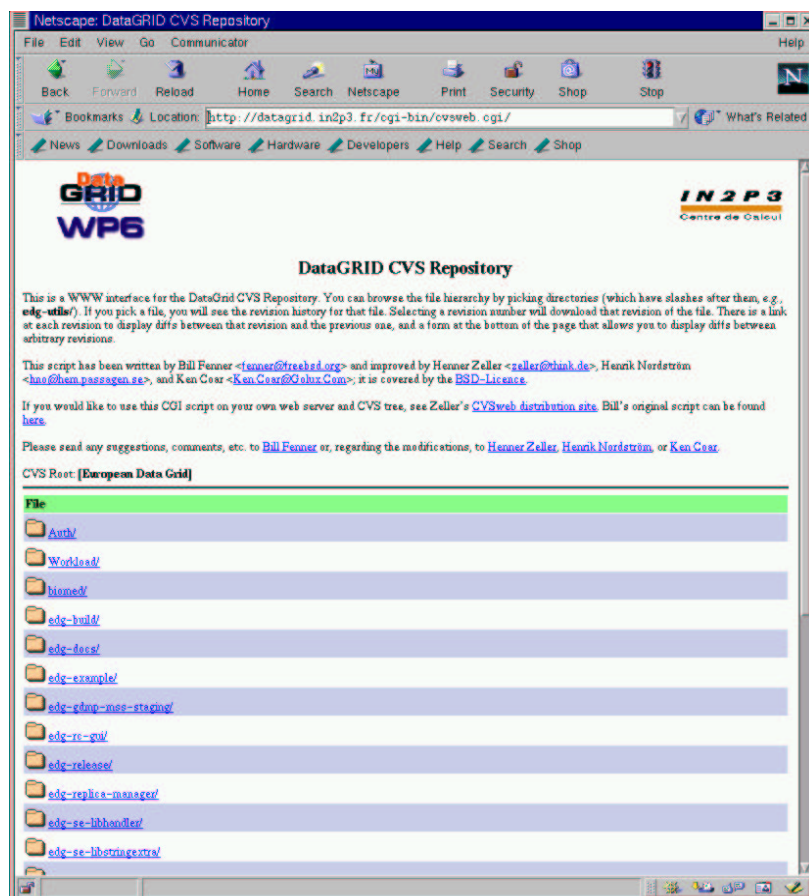 Netscape: DataGRID CVS Repository
File Edit View Go Communicator Help
Back Forward Reload Home Search Netscape Print Security Shop Stop
N
Bookmarks Location: http://datagrid.in2p3.fr/cgi-bin/cvsweb.cgi/ What's Related
News Downloads Software Hardware Developers Help Search Shop
Data
GRID
WP6
IN2P3
Centre de Calcul
DataGRID CVS Repository
This is a WWW interface for the DataGrid CVS Repository. You can browse the file hierarchy by picking directories (which have slashes after them, e.g.,
edg-utils/). If you pick a file, you will see the revision history for that file. Selecting a revision number will download that revision of the file. There is a link
at each revision to display diffs between that revision and the previous one, and a form at the bottom of the page that allows you to display diffs between
arbitrary revisions.
This script has been written by Bill Fenner <fenner@freebsd.org> and improved by Henner Zeller <zeller@think.de>, Henrik Nordström
<hno@hem.passagen.se>, and Ken Coar <Ken.Coar@Golux.Com>; it is covered by the BSD-Licence.
If you would like to use this CGI script on your own web server and CVS tree, see Zeller's CVSweb distribution site. Bill's original script can be found
here.
Please send any suggestions, comments, etc. to Bill Fenner or, regarding the modifications, to Henner Zeller, Henrik Nordström, or Ken Coar.
CVS Root: [European Data Grid]
File
Auth/
Workload/
biomed/
edg-build/
edg-docs/
edg-example/
edg-gdmp-mss-staging/
edg-rc-gui/
edg-release/
edg-replica-manager/
edg-se-libhandler/
edg-se-libstringextra/